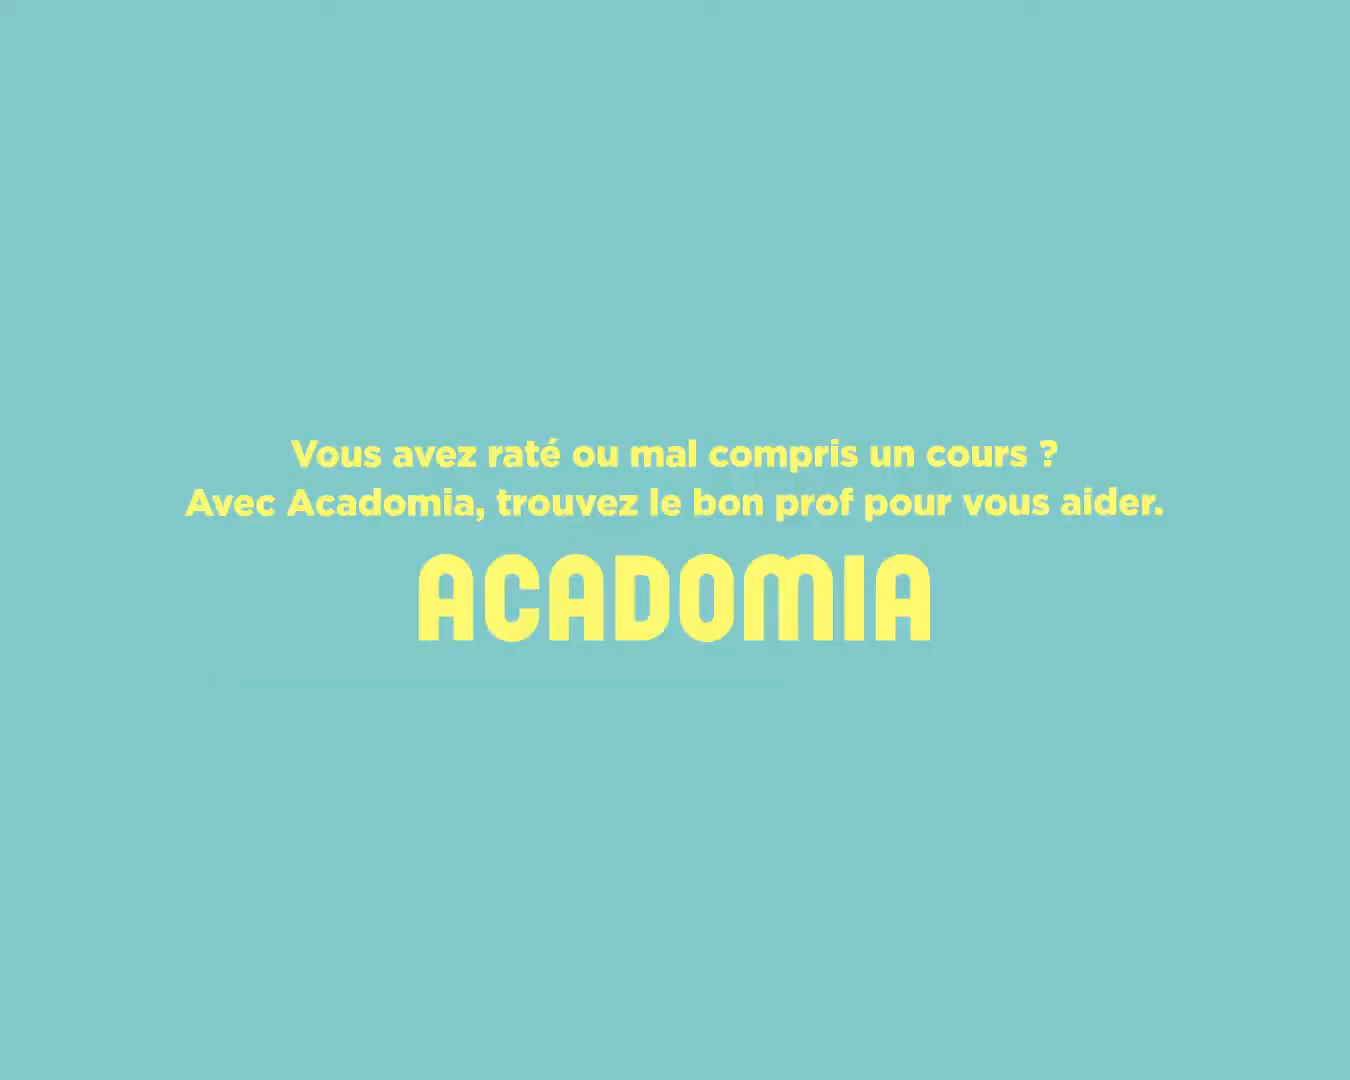 Vous avez raté ou mal compris un cours ?
Avec Acadomia, trouvez le bon prof pour vous aider.
ACADOMIA